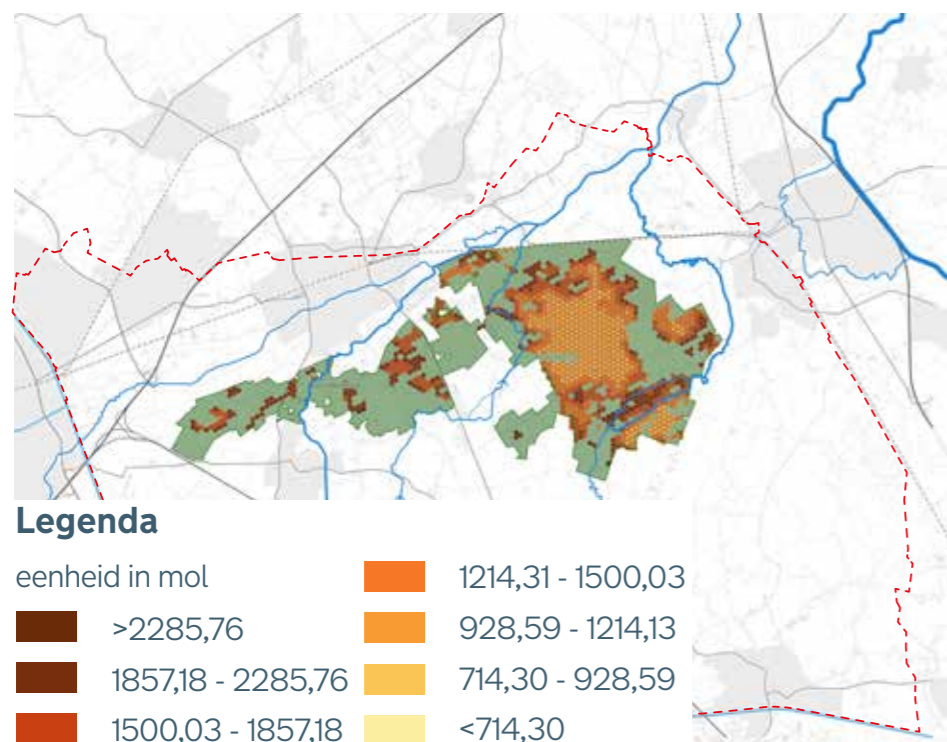 Legenda
eenheid in mol
>2285,76
1857,18 - 2285,76
1500,03 - 1857,18
1214,31 - 1500,03
928,59 - 1214,13
714,30 - 928,59
<714,30